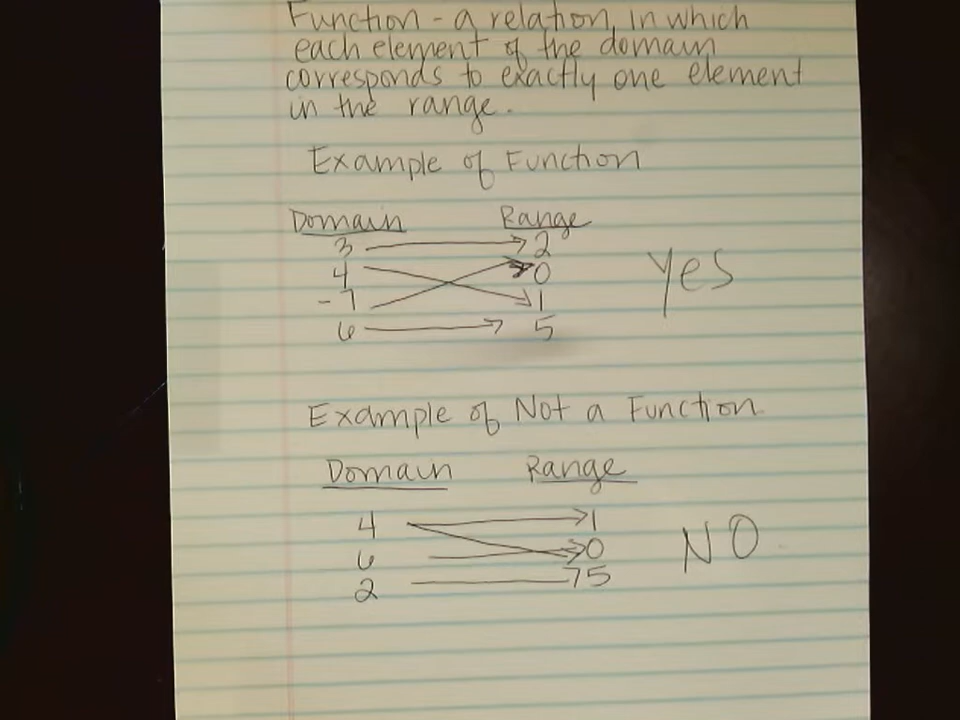 Function - a relation in which
each element of the domain
corresponds to exactly one element
in the range.
Example of Function
Domain Range
3 → 2
4 → 0
-7 → 1
6 → 5
Yes
Example of Not a Function
Domain Range
4 → 1
6 → 0
2 → 5
NO